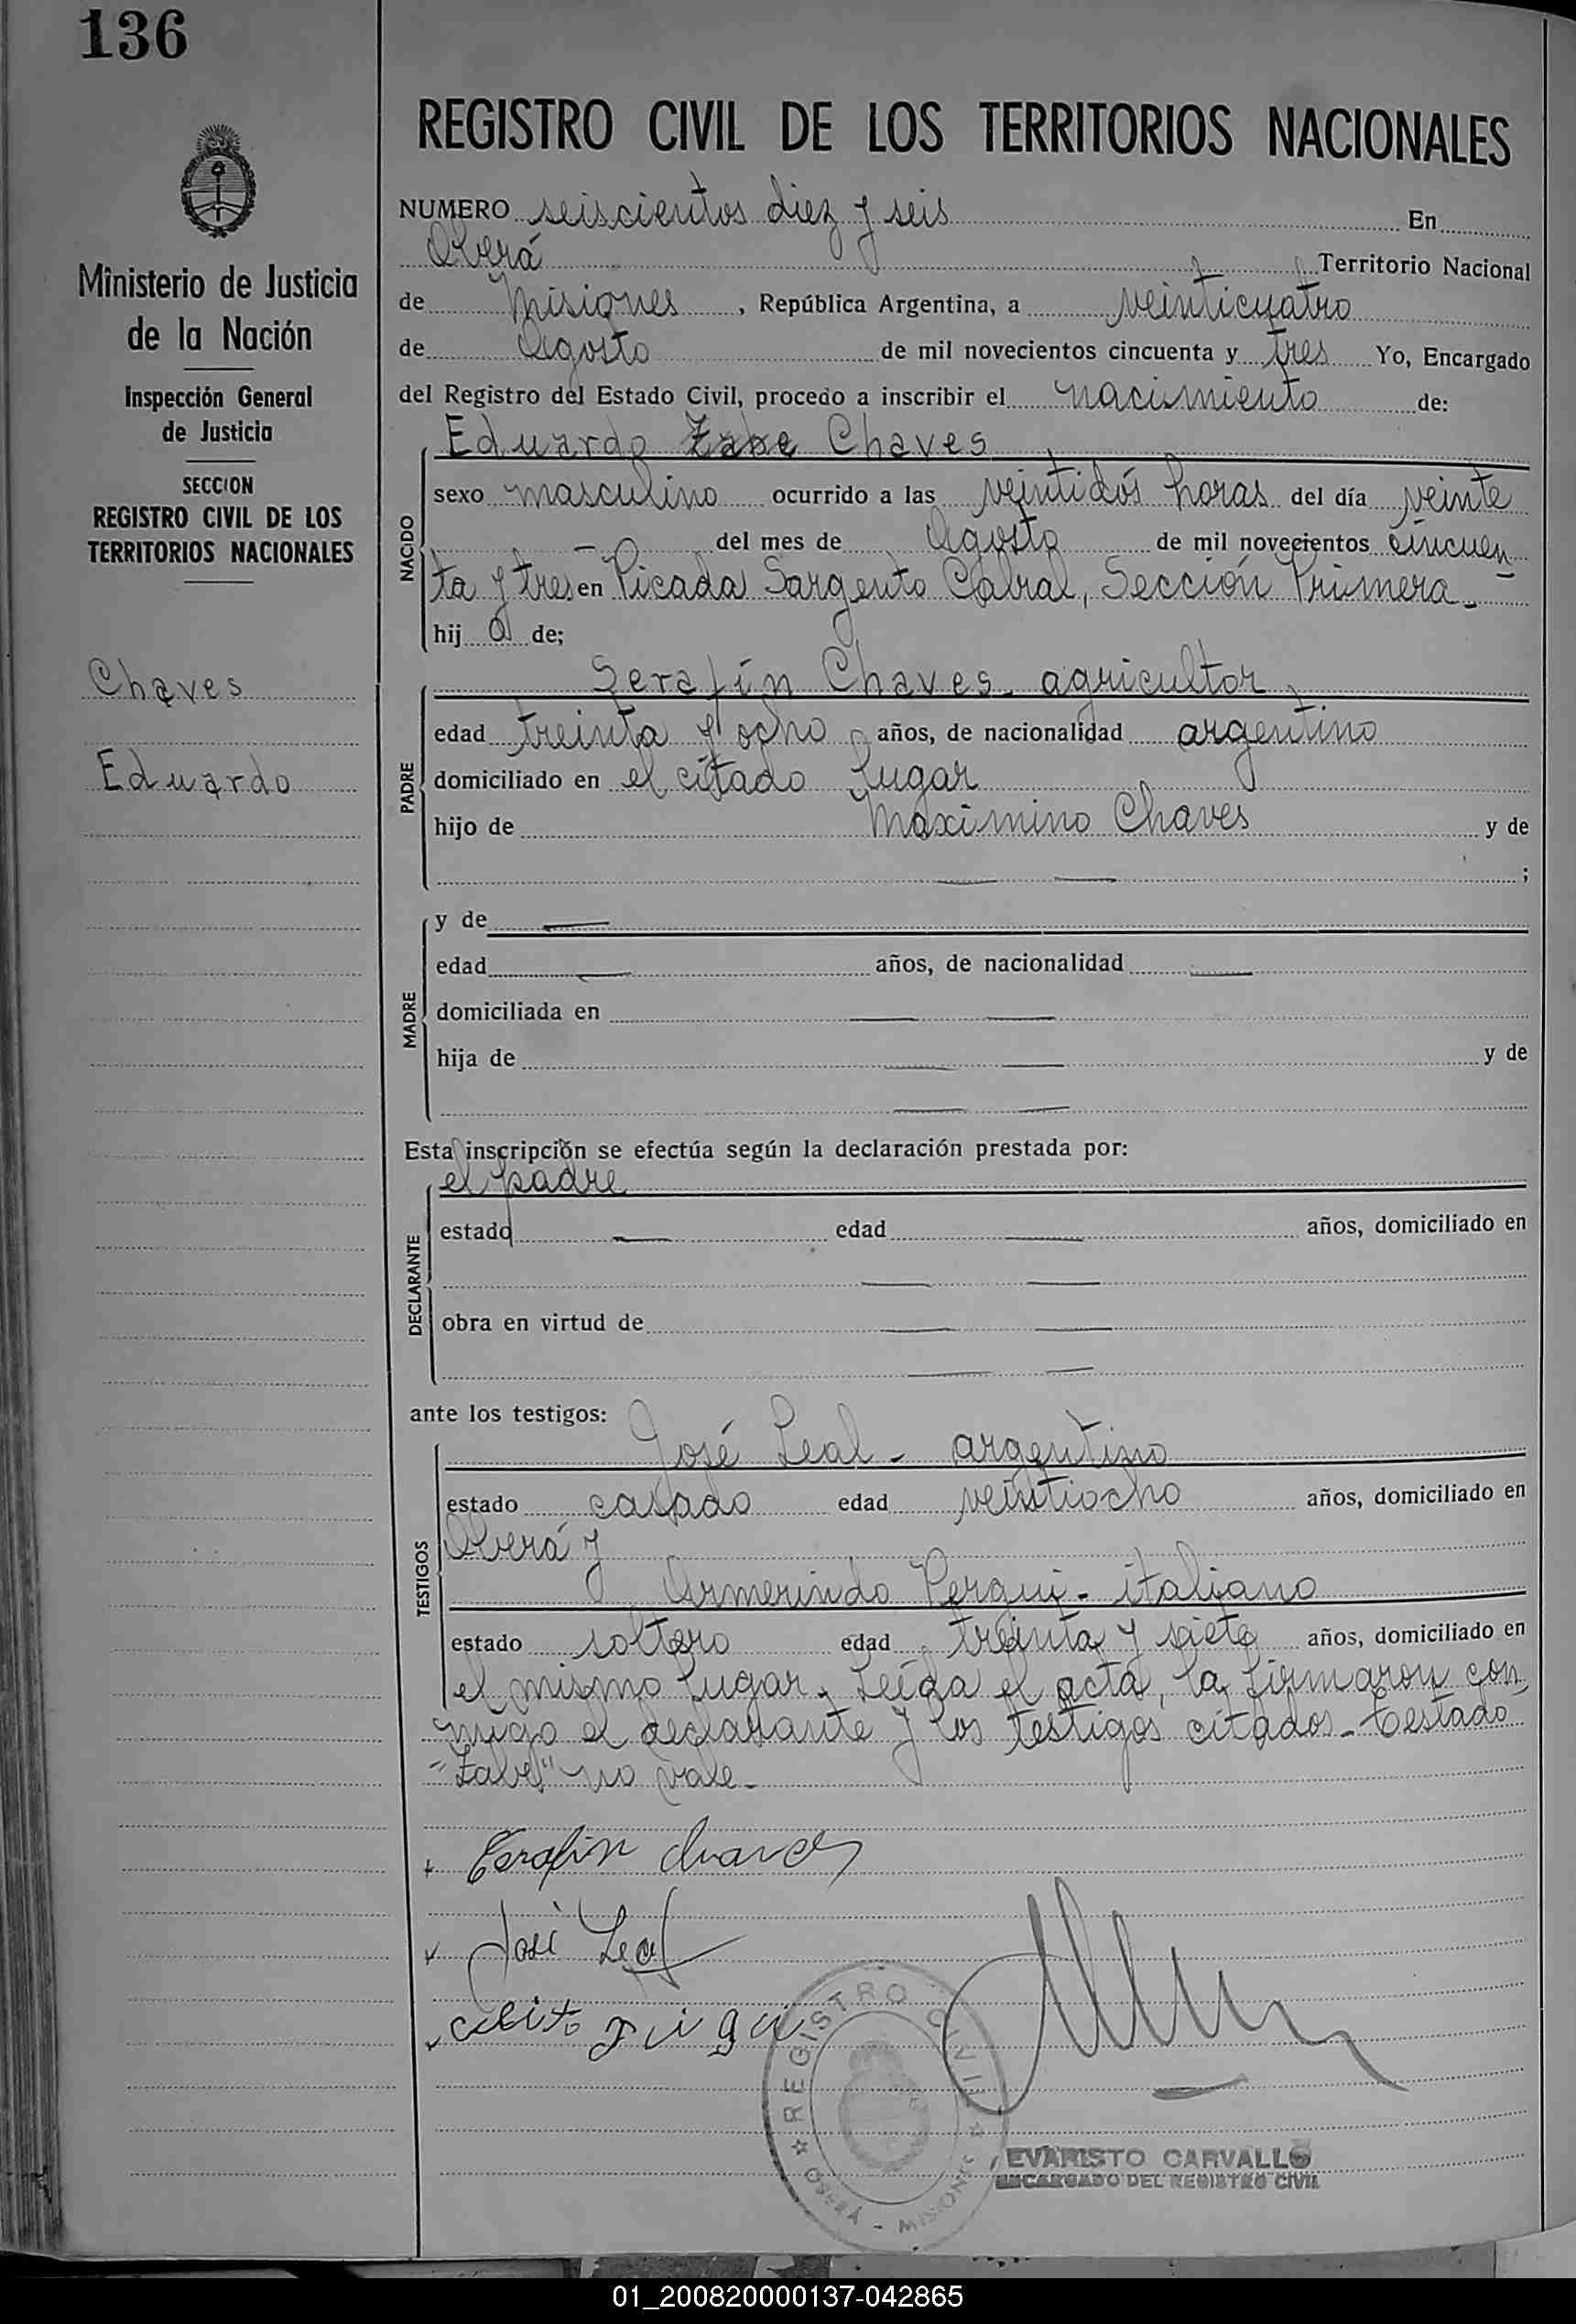 136
Ministerio de Justicia
de la Nación
Inspección General
de Justicia
SECCION
REGISTRO CIVIL DE LOS
TERRITORIOS NACIONALES
Chaves
Eduardo
REGISTRO CIVIL DE LOS TERRITORIOS NACIONALES
NUMERO seiscientos diez y seis En
Oberá Territorio Nacional
de Misiones, República Argentina, a veinticuatro
de Agosto de mil novecientos cincuenta y tres Yo, Encargado
del Registro del Estado Civil, procedo a inscribir el nacimiento de:
Eduardo Chaves
NACIDO
sexo masculino ocurrido a las veintidós horas del día veinte
— del mes de Agosto de mil novecientos cincuen
ta y tres en Picada Sargento Cabral, Sección Primera-
hij o de;
PADRE
Serafín Chaves- agricultor,
edad treinta y ocho años, de nacionalidad argentino
domiciliado en el citado lugar
hijo de Maximino Chaves y de
— — ;
MADRE
y de —
edad — años, de nacionalidad —
domiciliada en — —
hija de — — y de
— —
Esta inscripción se efectúa según la declaración prestada por:
DECLARANTE
el padre
estado — edad — años, domiciliado en
— —
obra en virtud de — —
— —
ante los testigos:
TESTIGOS
José Leal- argentino
estado casado edad veintiocho años, domiciliado en
Oberá y
Armerindo Pergui- italiano
estado soltero edad treinta y siete años, domiciliado en
el mismo lugar. Leída el acta, la firmaron con
migo el declarante y los testigos citados- Testado
no vale-
Serafin Chaves
José Leal
REGISTRO CIVIL
OBERÁ - MISIONES
EVARISTO CARVALLO
ENCARGADO DEL REGISTRO CIVIL
01_200820000137-042865